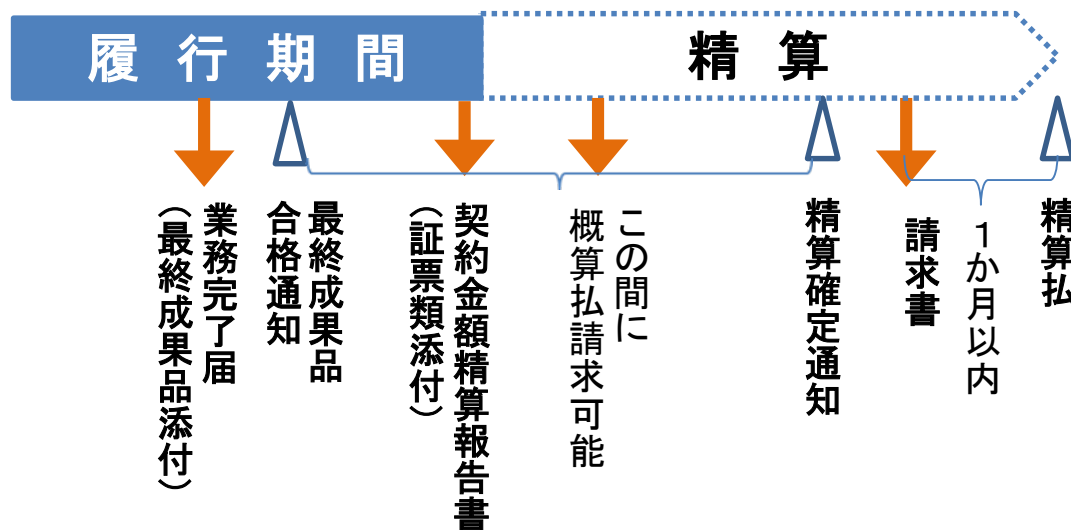 履行期間
精算
業務完了届
（最終成果品添付）
最終成果品
合格通知
契約金額精算報告書
（証票類添付）
この間に
概算払請求可能
精算確定通知
請求書
１か月以内
精算払